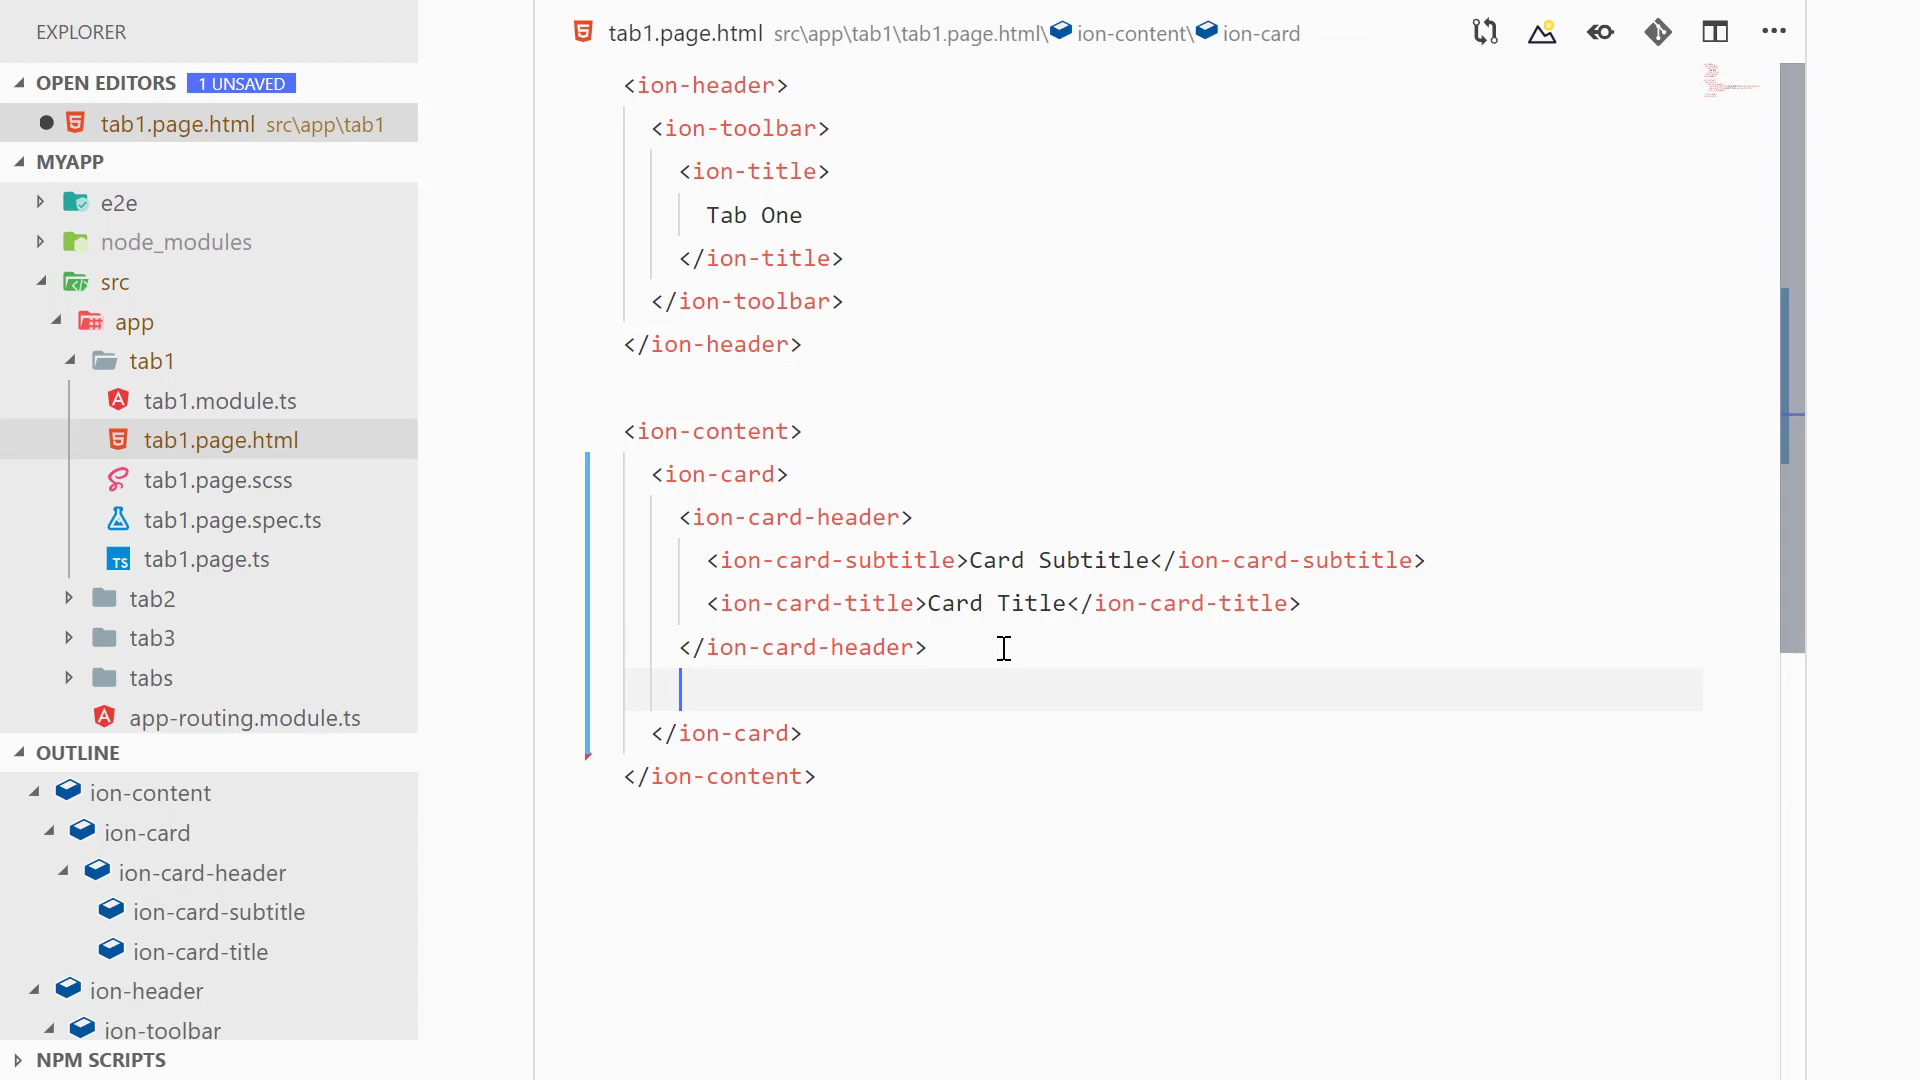 EXPLORER
OPEN EDITORS 1 UNSAVED
tab1.page.html src\app\tab1
MYAPP
e2e
node_modules
src
app
tab1
tab1.module.ts
tab1.page.html
tab1.page.scss
tab1.page.spec.ts
TS tab1.page.ts
tab2
tab3
tabs
app-routing.module.ts
OUTLINE
ion-content
ion-card
ion-card-header
ion-card-subtitle
ion-card-title
ion-header
ion-toolbar
NPM SCRIPTS
tab1.page.html src\app\tab1\tab1.page.html\ ion-content\ ion-card
<ion-header>
<ion-toolbar>
<ion-title>
Tab One
</ion-title>
</ion-toolbar>
</ion-header>
<ion-content>
<ion-card>
<ion-card-header>
<ion-card-subtitle>Card Subtitle</ion-card-subtitle>
<ion-card-title>Card Title</ion-card-title>
</ion-card-header>
</ion-card>
</ion-content>